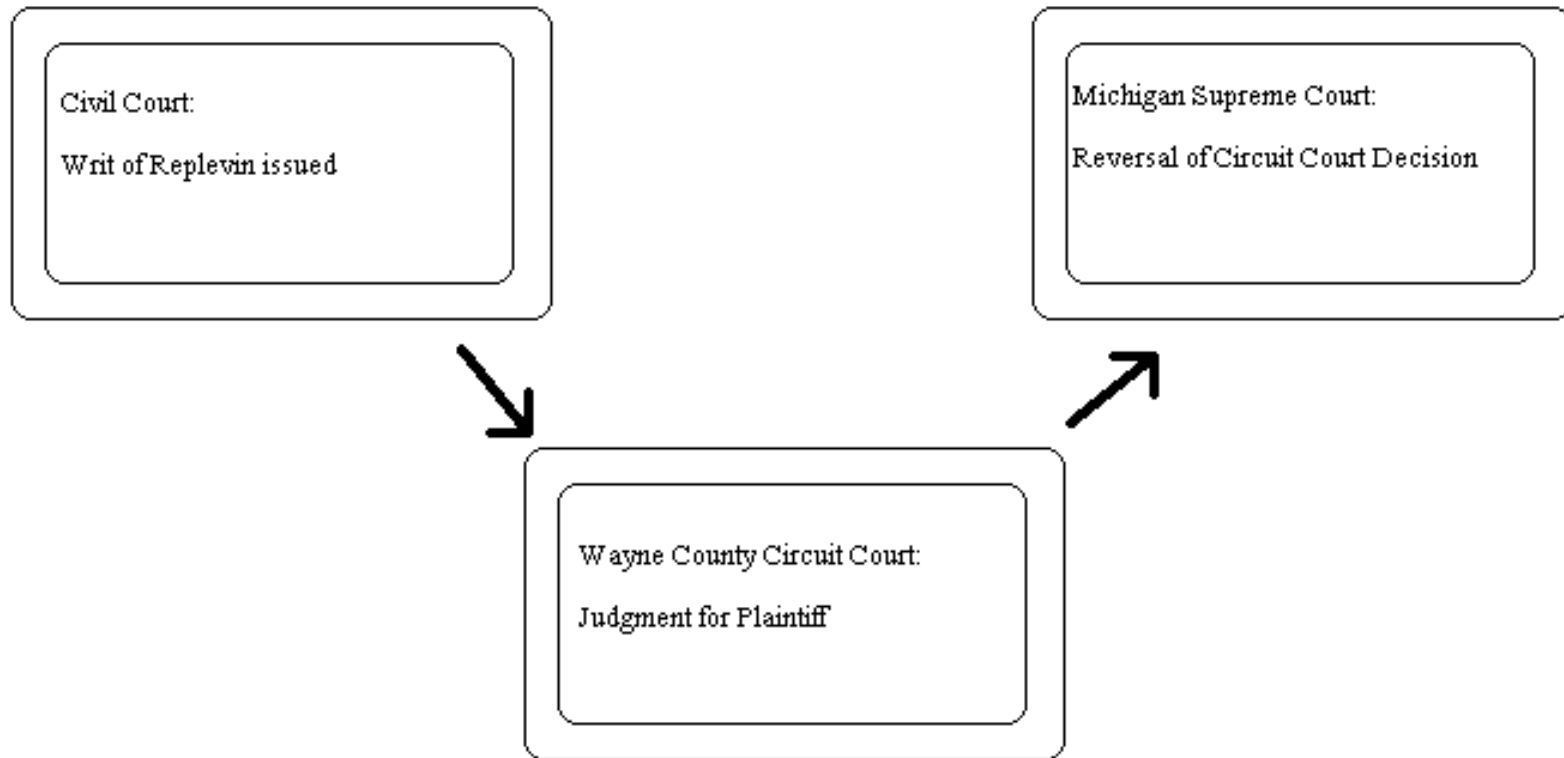 Civil Court:
Writ of Replevin issued
Wayne County Circuit Court:
Judgment for Plaintiff
Michigan Supreme Court:
Reversal of Circuit Court Decision